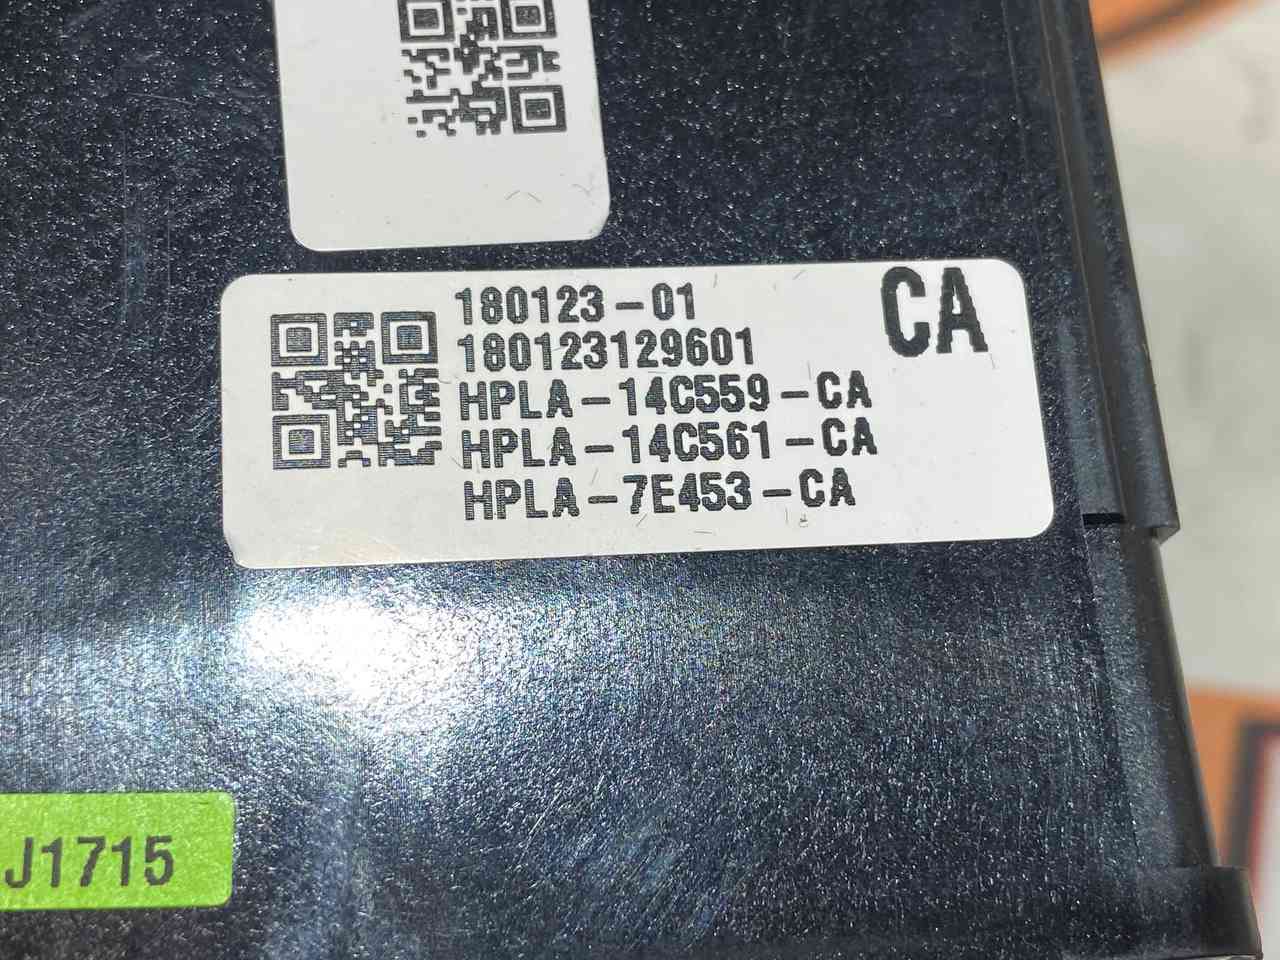 CA
180123-01
180123129601
HPLA-14C559-CA
HPLA-14C561-CA
HPLA-7E453-CA
J1715